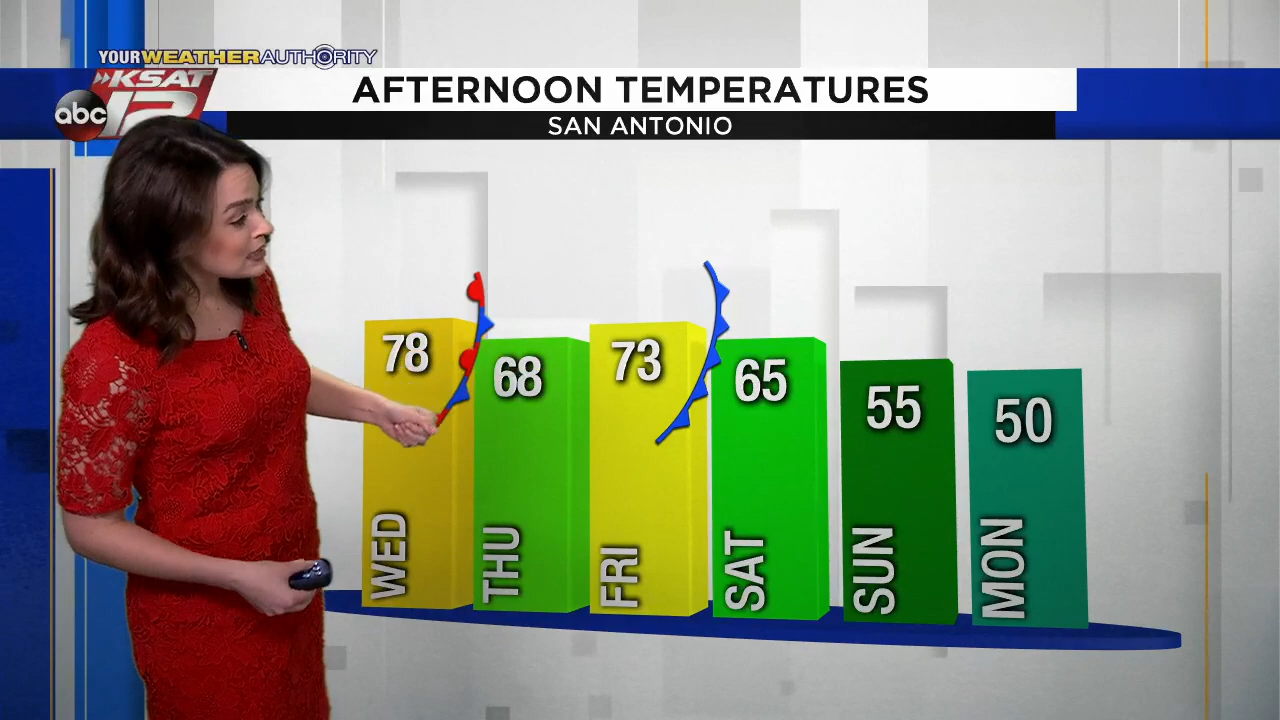 YOURWEATHERAUTHORITY
KSAT
abc 12
AFTERNOON TEMPERATURES
SAN ANTONIO
78
68
73
65
55
50
WED
THU
FRI
SAT
SUN
MON